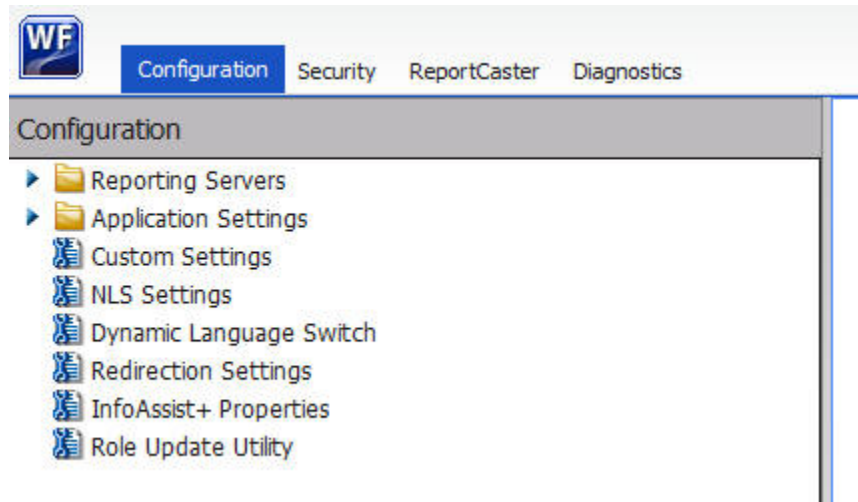 WF
Configuration Security ReportCaster Diagnostics
Configuration
Reporting Servers
Application Settings
Custom Settings
NLS Settings
Dynamic Language Switch
Redirection Settings
InfoAssist+ Properties
Role Update Utility